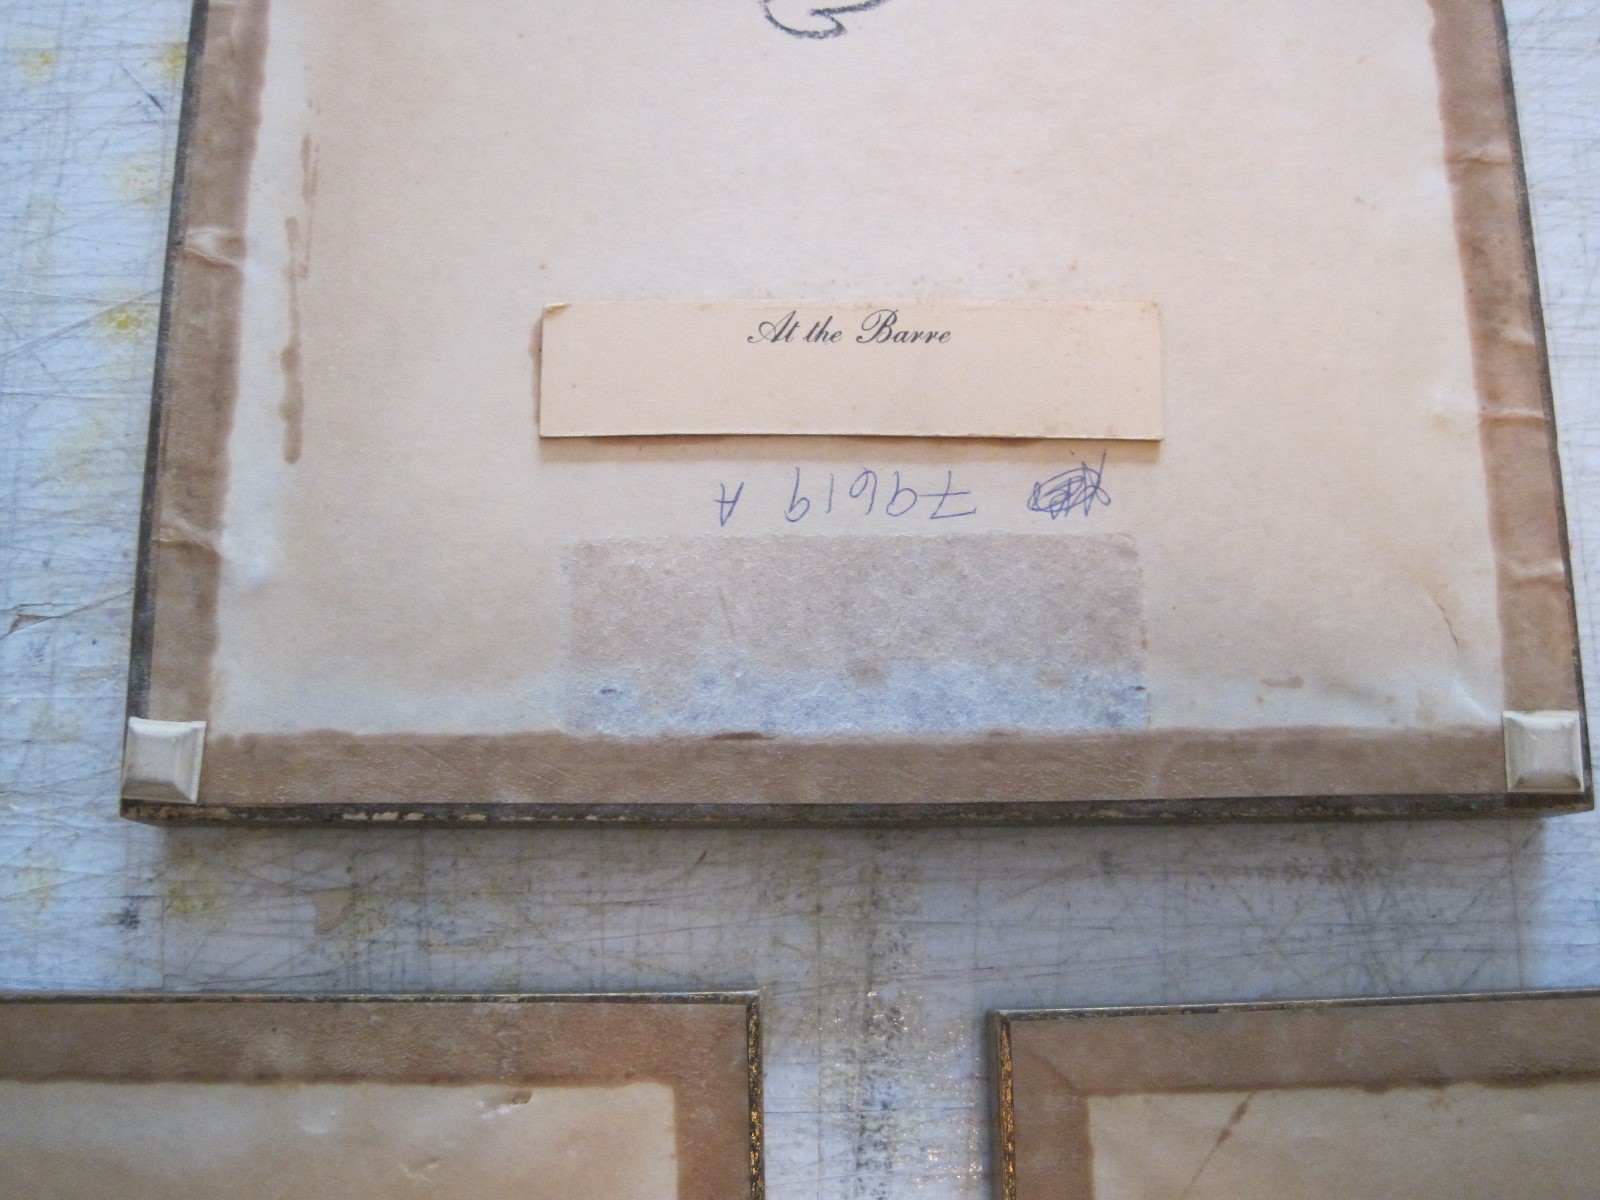 At the Barre
79619 A